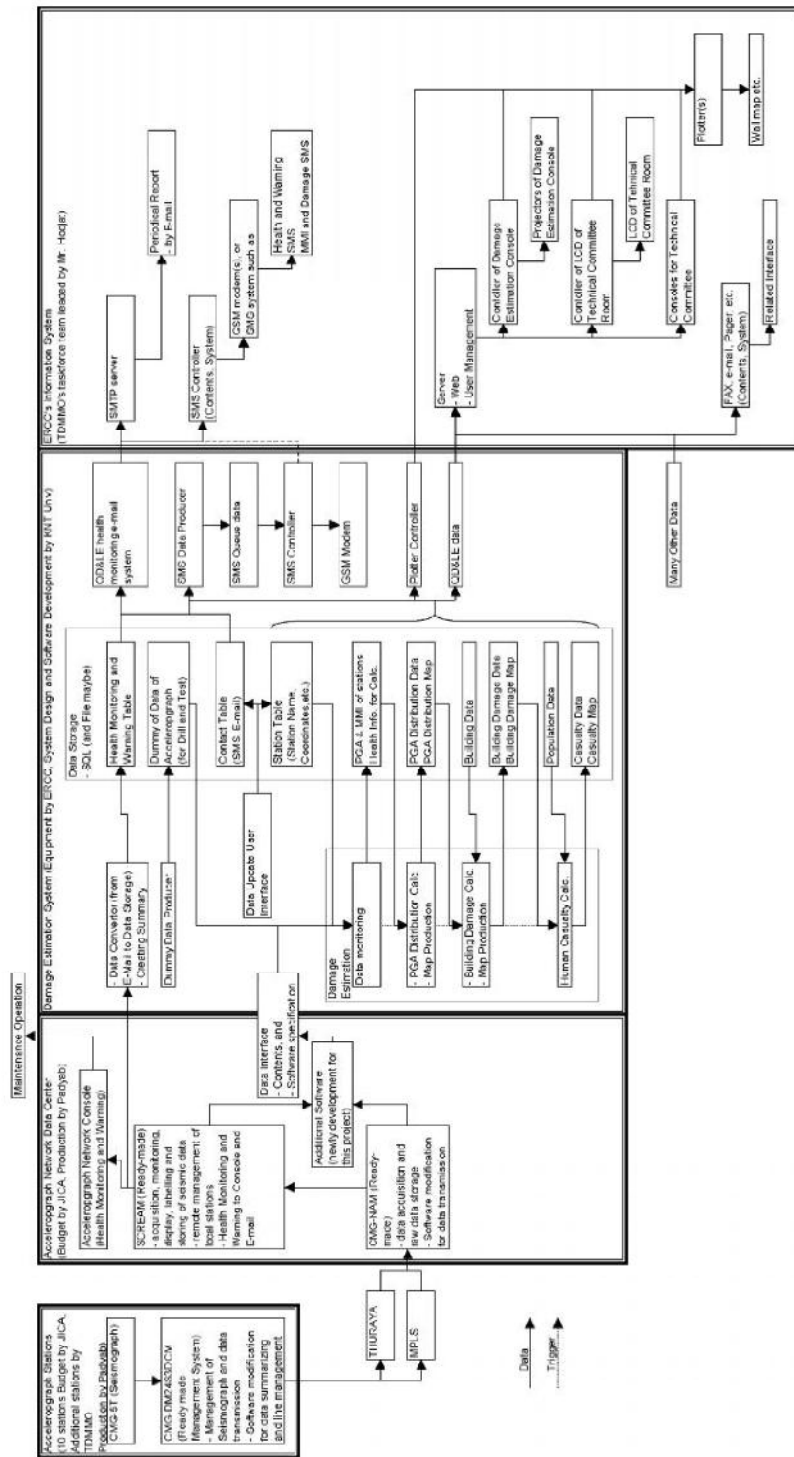 Acceleropgraph Stations
(10 stations Budget by JICA,
Additional stations by
TDMMO
Production by Padyab)
CMG-5T (Seismograph)
(Ready made
Management System)
- Management of
Seismograph and data
transmission
- Software modification
for data summarizing
and line management
THURAYA
MPLS
Data
Trigger
Maintenance Operation
Acceleropgraph Network Data Center
(Budget by JICA, Production by Padyab)
Acceleropgraph Network Console
(Health Monitoring and Warning)
SCREAM (Ready-made)
- acquisition, monitoring,
display, labelling and
storing of seismic data
- remote management of
local stations
- Health Monitoring and
Warning to Console and
E-mail
Additional Software
(newly development for
this project)
CMG-NAM (Ready-
made)
- data acquisition and
raw data storage
- Software modification
for data transmission
Data Interface
- Contents, and
- Software specification
Damage Estimation System (Equipment by ERCC, System Design and Software Development by KNT Univ)
- Data Convertor (from
E-Mail to Data Storage)
- Creating Summary
Dummy Data Producer
Data Update User
Interface
Damage
Estimation
Data monitoring
- PGA Distribution Calc.
- Map Production
- Building Damage Calc.
- Map Production
Human Casualty Calc.
Data Storage
- SQL (and File maybe)
Health Monitoring and
Warning Table
Dummy of Data of
Acceleropgraph
(for Drill and Test)
Contact Table
(SMS, E-mail)
Station Table
(Station Name,
Coordinates,etc.)
PGA & MMI of stations
Health Info. for Calc.
PGA Distribution Data
PGA Distribution Map
Building Data
Building Damage Data
Building Damage Map
Population Data
Casualty Data
Casualty Map
QD&LE health
monitoring e-mail
system
SMS Data Producer
SMS Queue data
SMS Controller
GSM Modem
Plotter Controller
QD&LE data
Many Other Data
ERCC's Information System
(TDMMO's taskforce team leaded by Mr. Hodjat)
SMTP server
Periodical Report
- by E-mail
SMS Controller
(Contents, System)
GSM modem(s), or
GMG system such as
Health and Warning
SMS
MMI and Damage SMS
Server
- Web
- User Management
Contoller of Damage
Estimation Console
Projectors of Damage
Estimation Console
Contoller of LCD of
Technical Committee
Room
LCD of Tehnical
Committee Room
Consoles for Technical
Committee
Plotter(s)
Wall map etc.
FAX, e-mail, Pager, etc.
(Contents, System)
Related Interface